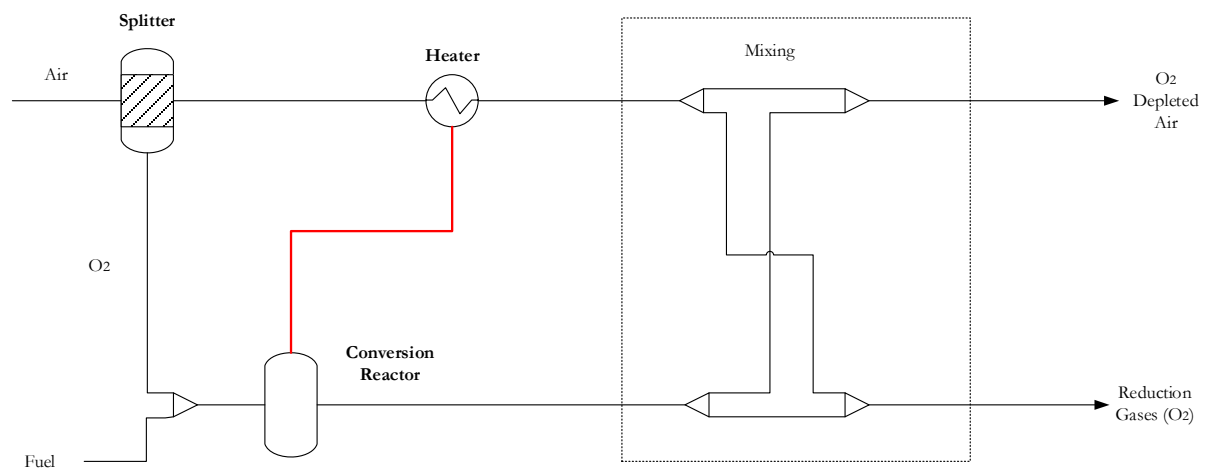 Splitter
Air
Heater
Mixing
O2
Depleted
Air
O2
Conversion
Reactor
Reduction
Gases (O2)
Fuel